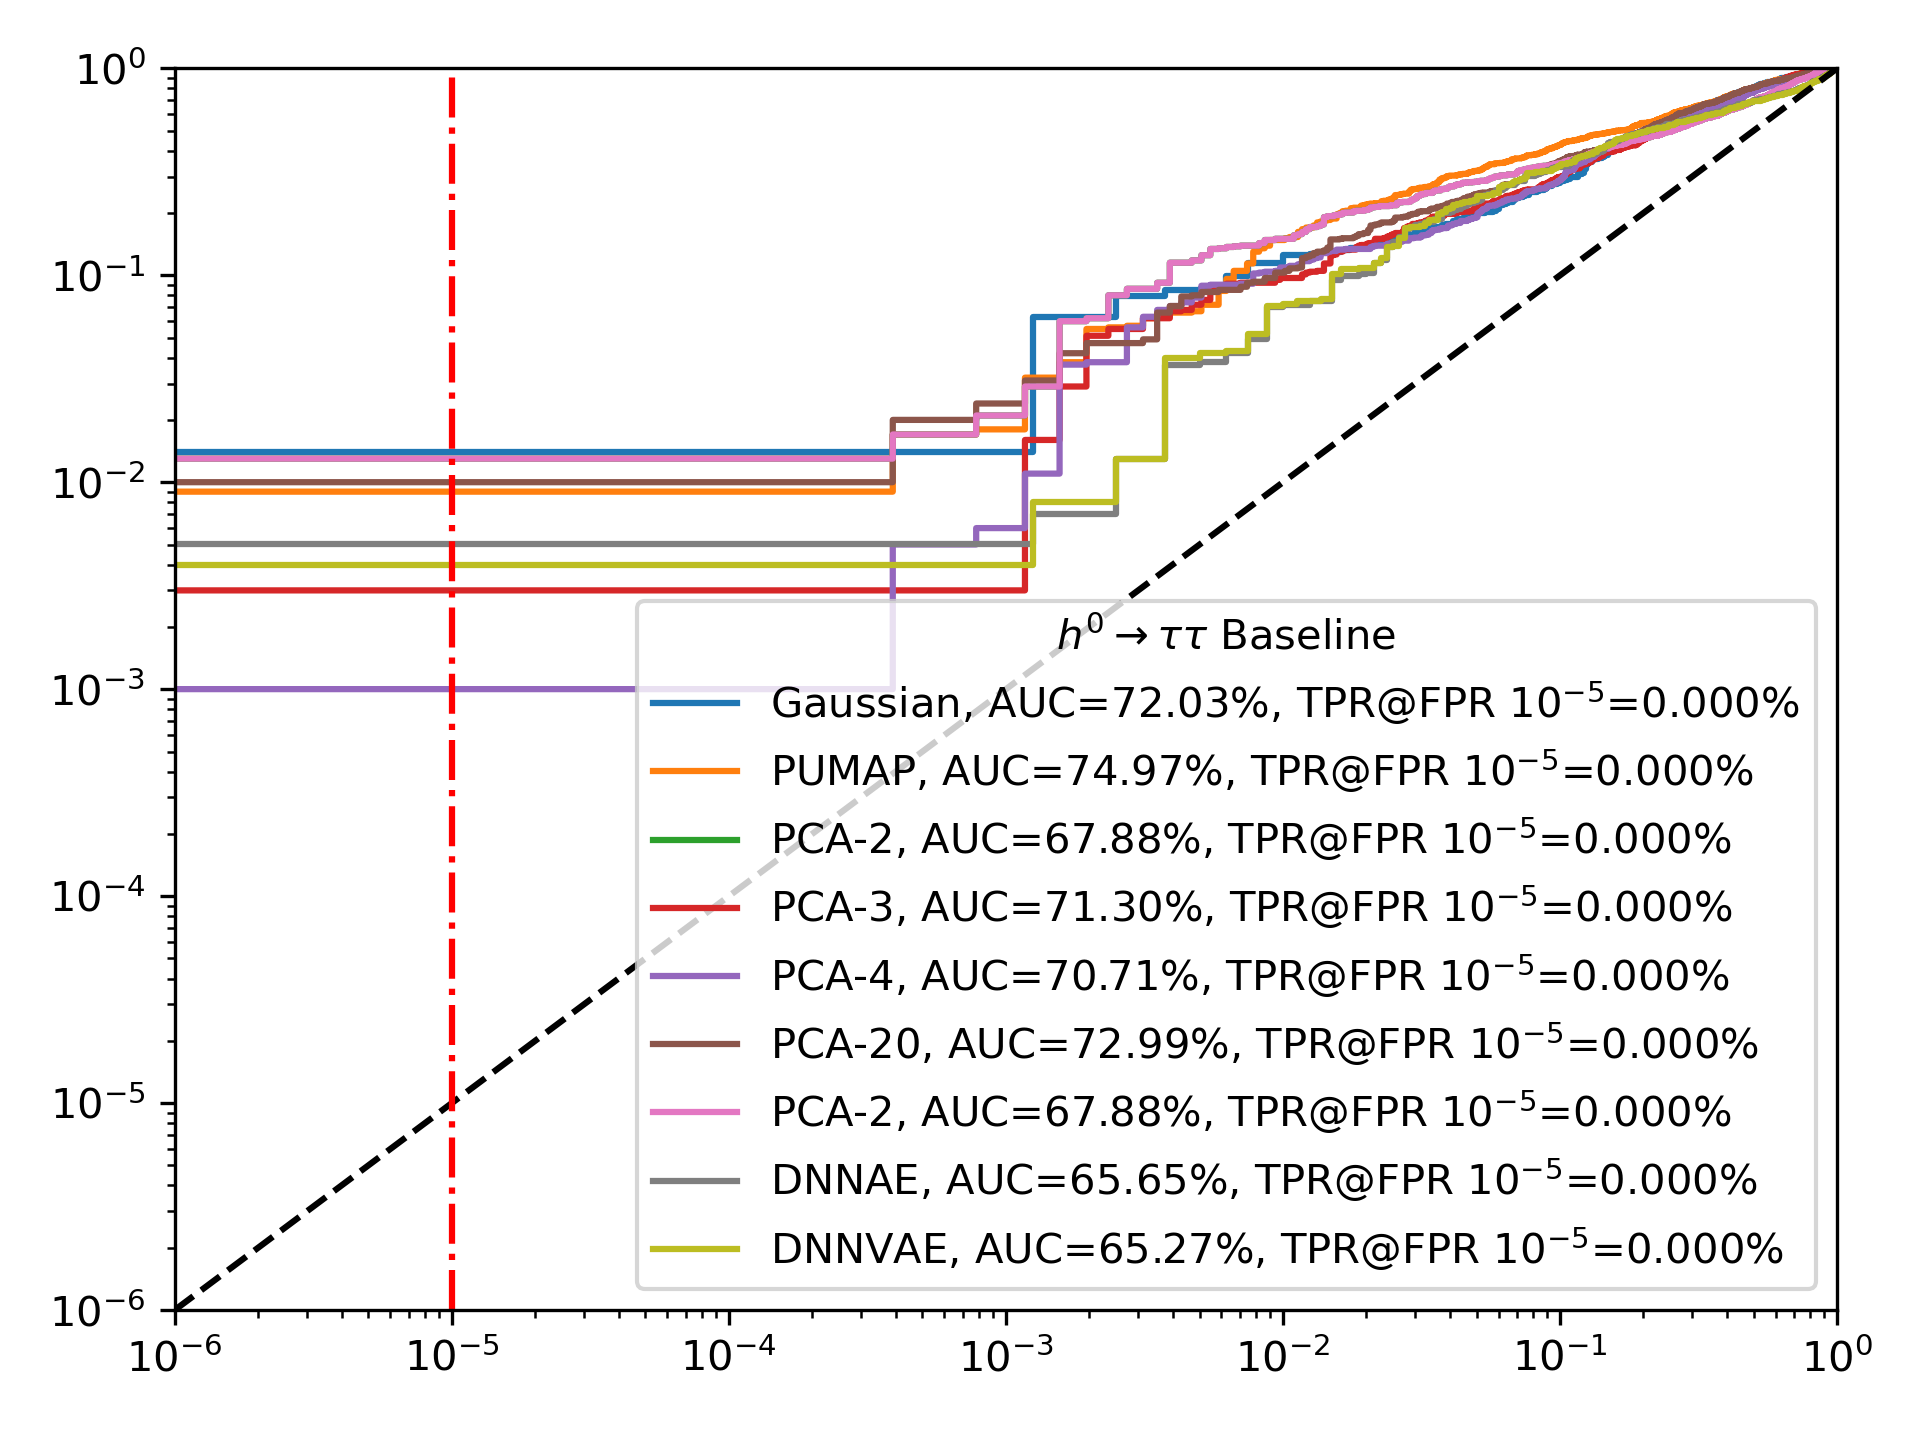 10⁰
10⁻¹
10⁻²
10⁻³
10⁻⁴
10⁻⁵
10⁻⁶
h⁰ → ττ Baseline
Gaussian, AUC=72.03%, TPR@FPR 10⁻⁵=0.000%
PUMAP, AUC=74.97%, TPR@FPR 10⁻⁵=0.000%
PCA-2, AUC=67.88%, TPR@FPR 10⁻⁵=0.000%
PCA-3, AUC=71.30%, TPR@FPR 10⁻⁵=0.000%
PCA-4, AUC=70.71%, TPR@FPR 10⁻⁵=0.000%
PCA-20, AUC=72.99%, TPR@FPR 10⁻⁵=0.000%
PCA-2, AUC=67.88%, TPR@FPR 10⁻⁵=0.000%
DNNAE, AUC=65.65%, TPR@FPR 10⁻⁵=0.000%
DNNVAE, AUC=65.27%, TPR@FPR 10⁻⁵=0.000%
10⁻⁶ 10⁻⁵ 10⁻⁴ 10⁻³ 10⁻² 10⁻¹ 10⁰